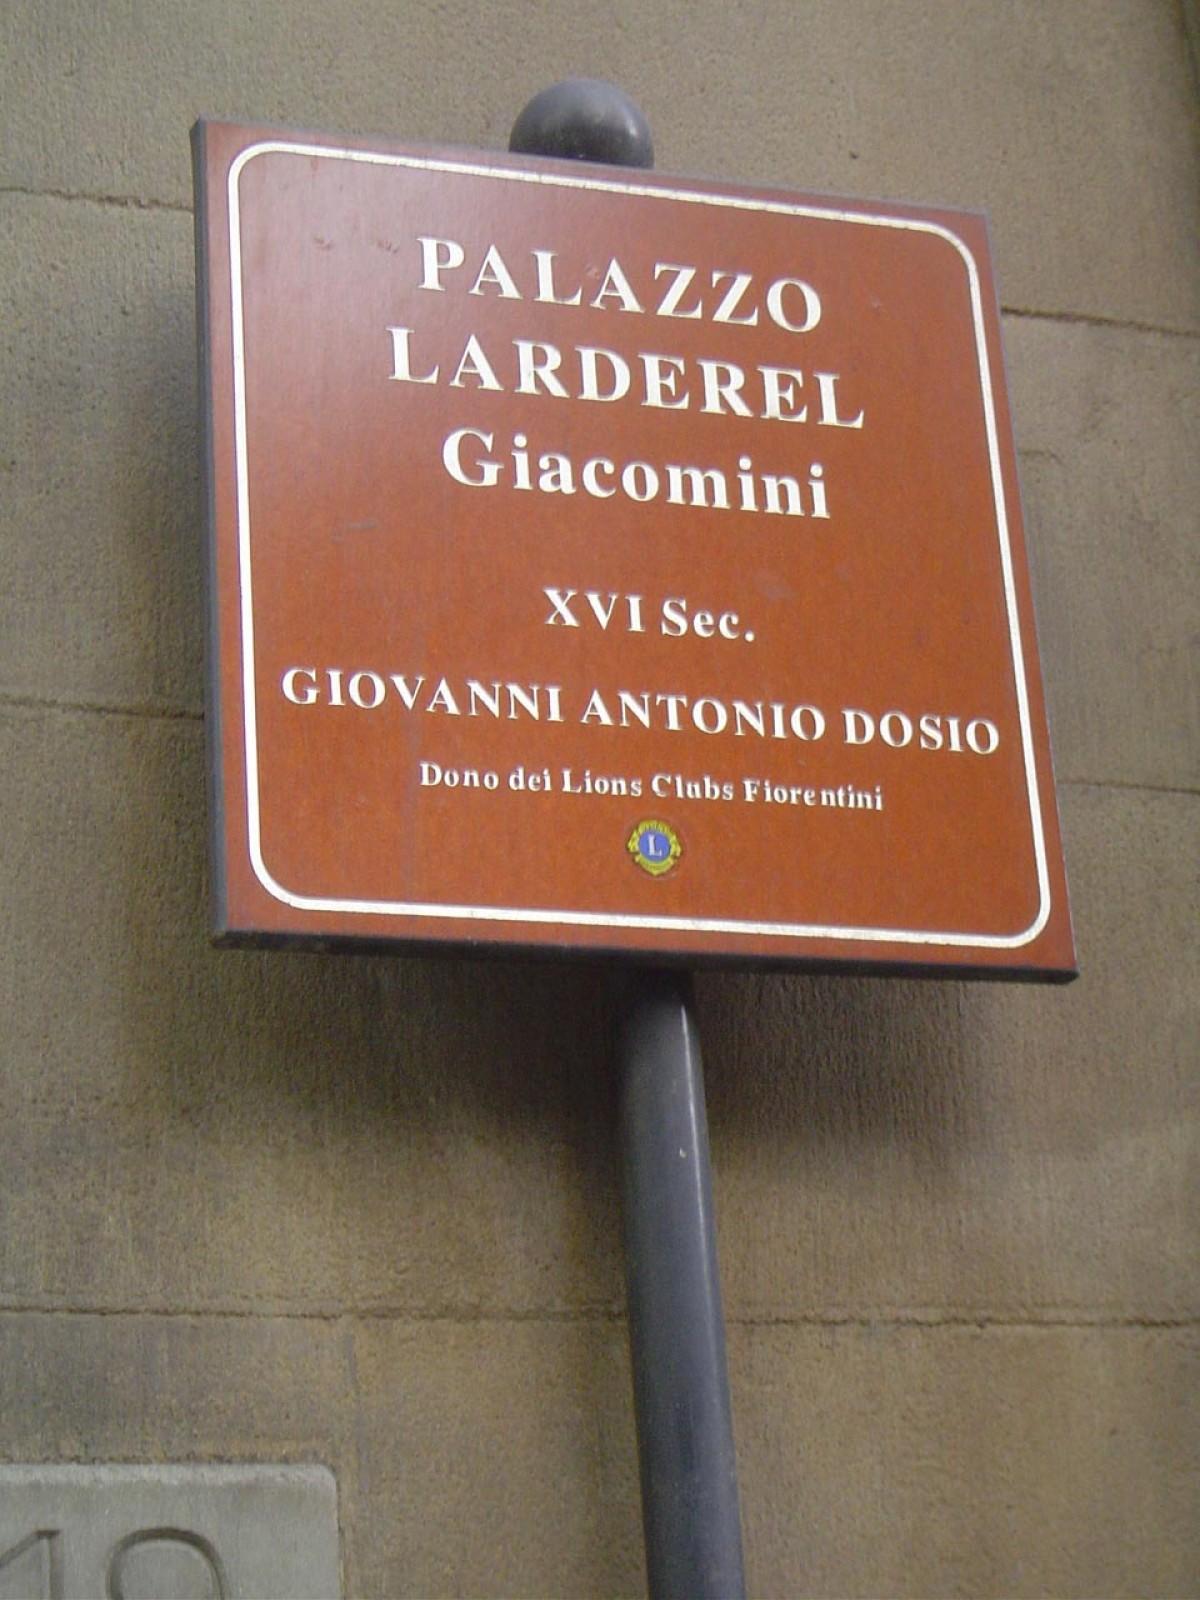 PALAZZO
LARDEREL
Giacomini
XVI Sec.
GIOVANNI ANTONIO DOSIO
Dono dei Lions Clubs Fiorentini
L